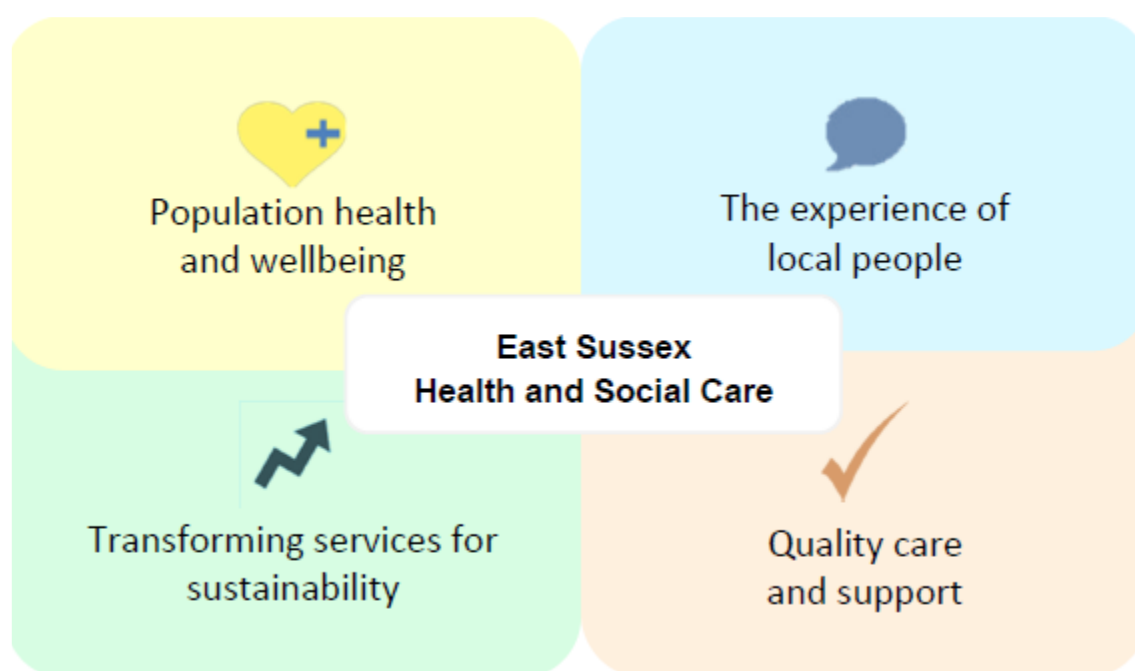 Population health
and wellbeing
The experience of
local people
East Sussex
Health and Social Care
Transforming services for
sustainability
Quality care
and support